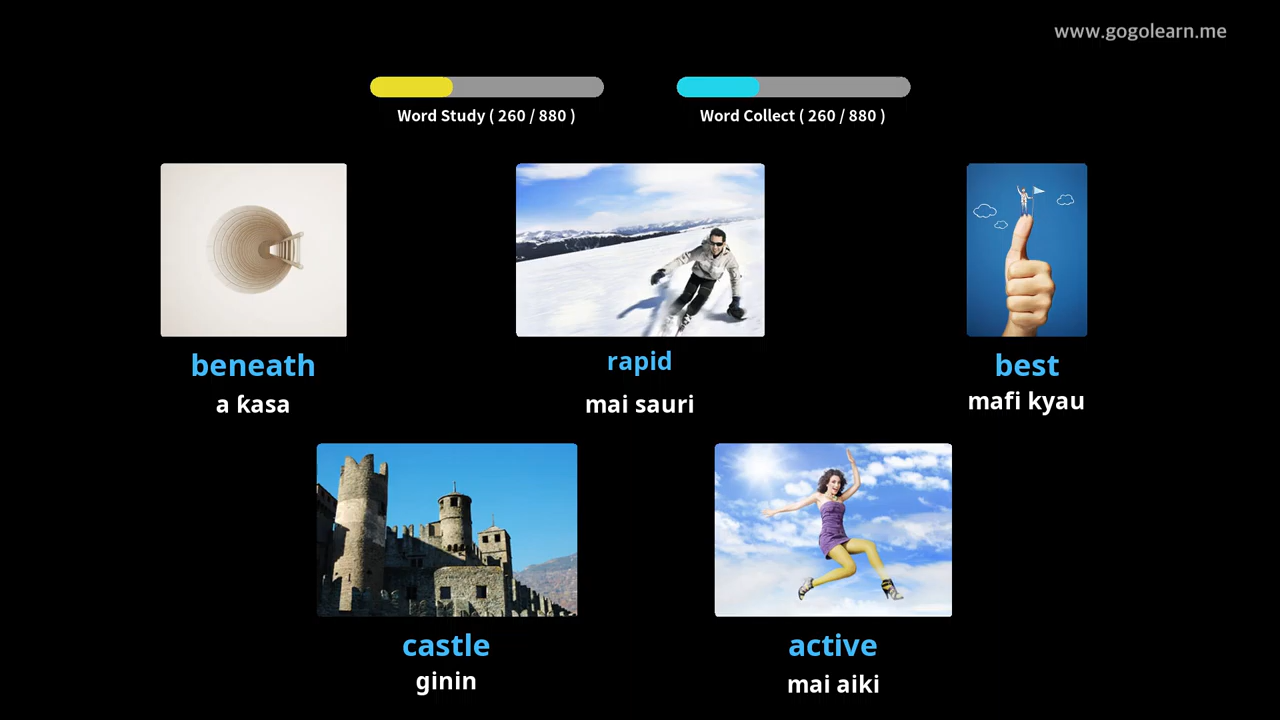 www.gogolearn.me
Word Study ( 260 / 880 )
Word Collect ( 260 / 880 )
beneath
a ƙasa
rapid
mai sauri
best
mafi kyau
castle
ginin
active
mai aiki